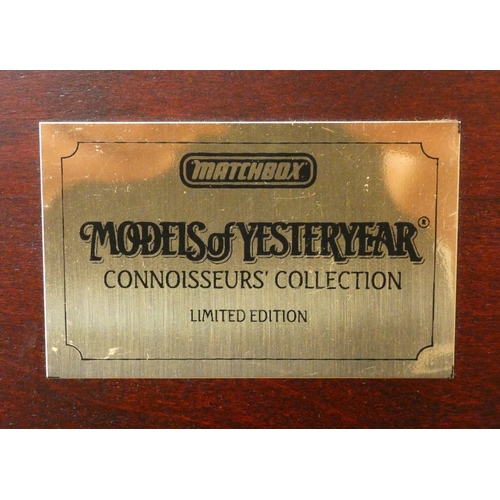 MATCHBOX
MODELS of YESTERYEAR®
CONNOISSEURS' COLLECTION
LIMITED EDITION